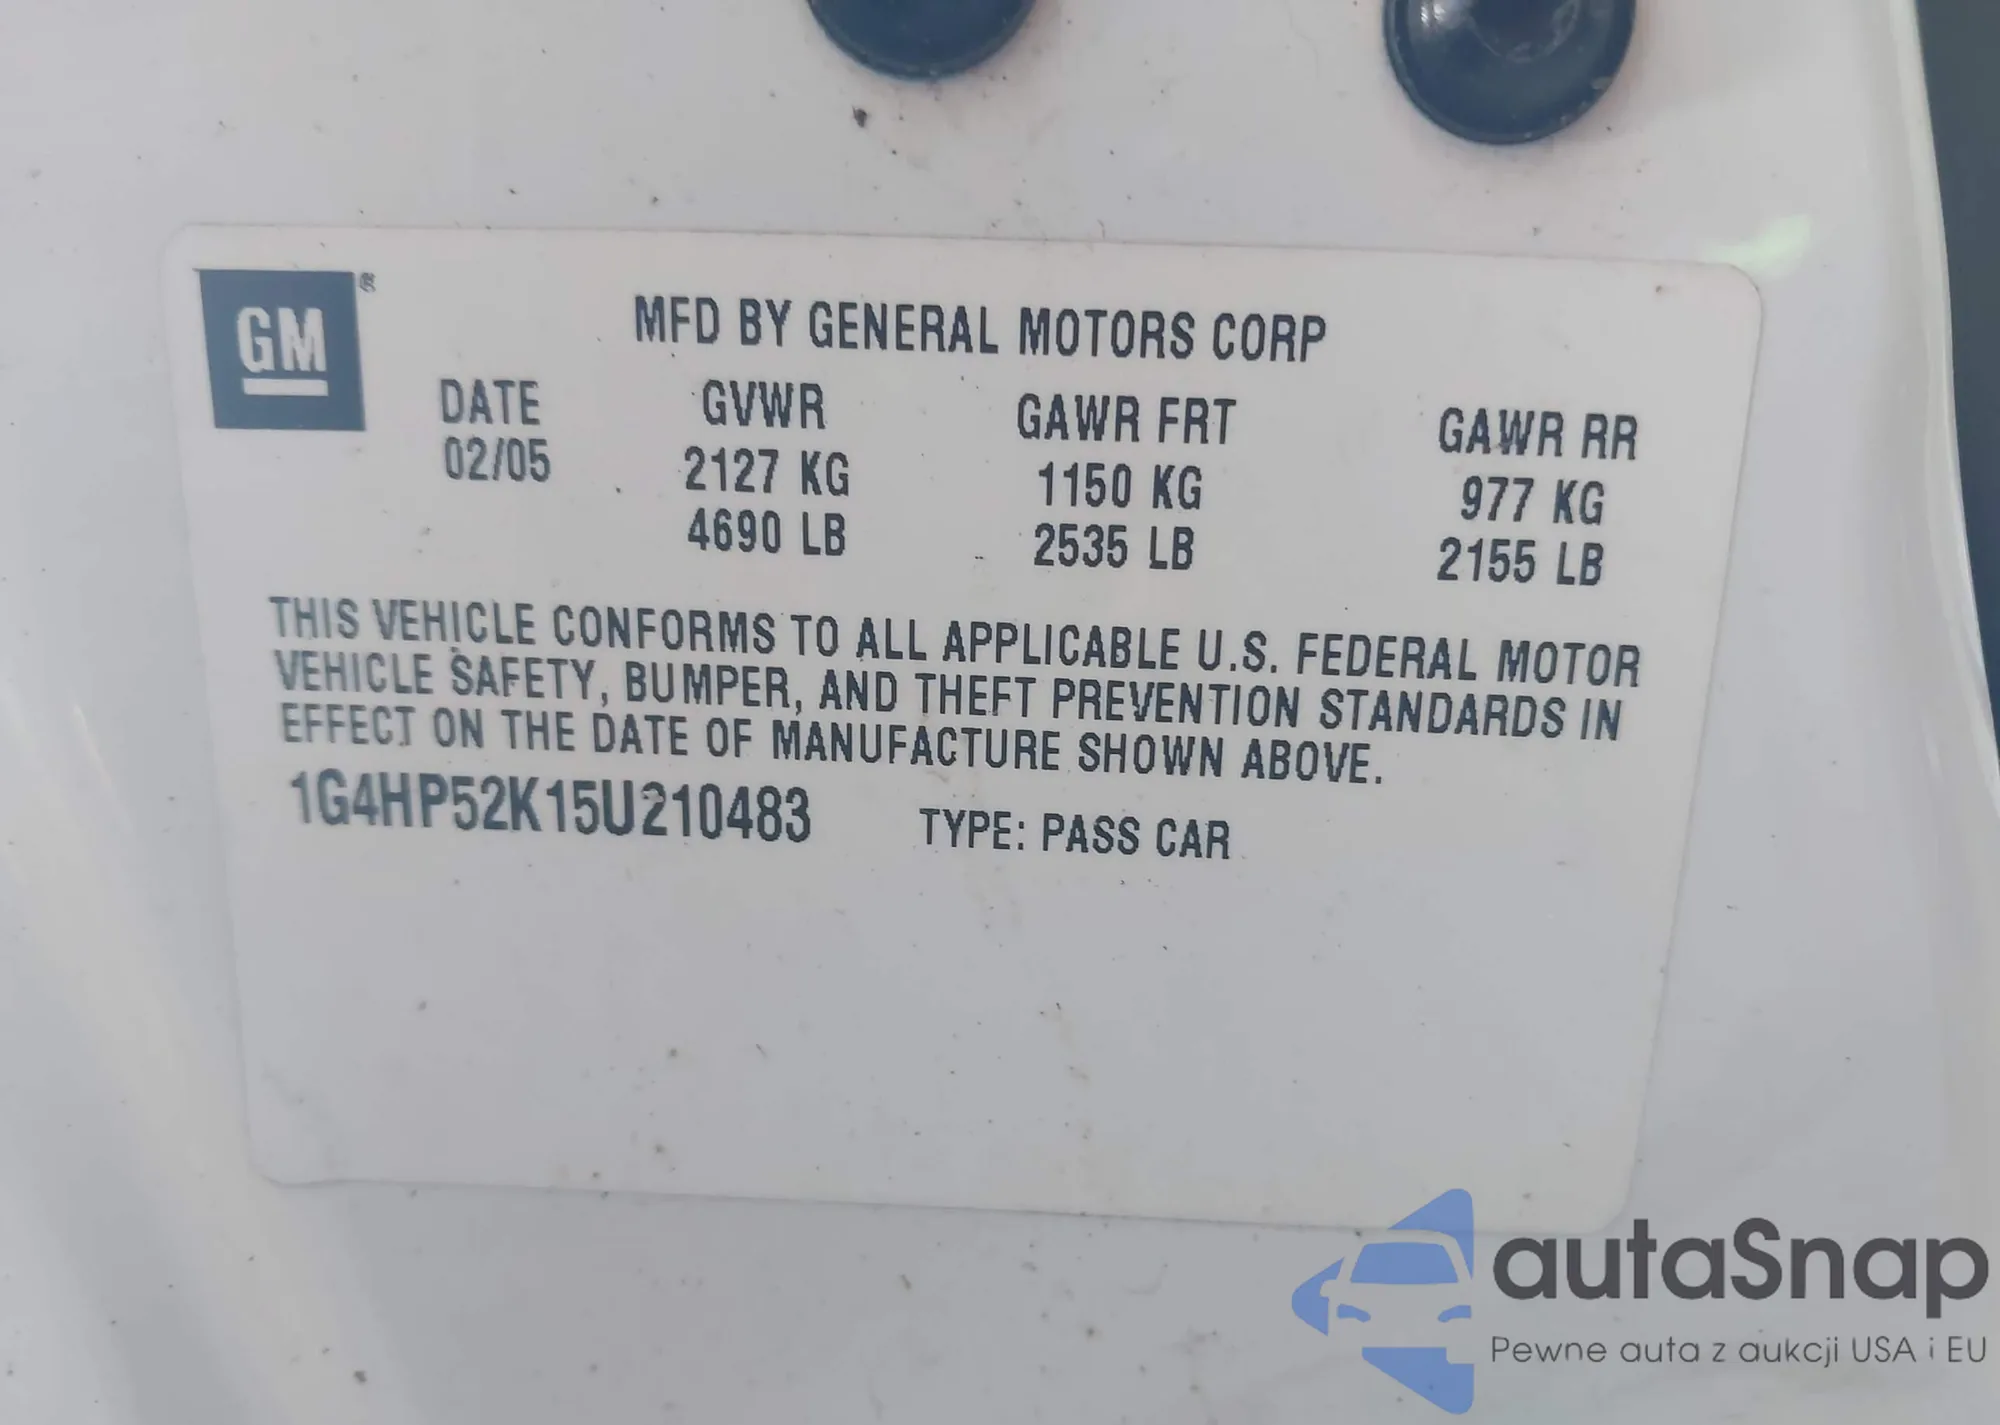 GM®
MFD BY GENERAL MOTORS CORP
DATE GVWR GAWR FRT GAWR RR
02/05 2127 KG 1150 KG 977 KG
4690 LB 2535 LB 2155 LB
THIS VEHICLE CONFORMS TO ALL APPLICABLE U.S. FEDERAL MOTOR
VEHICLE SAFETY, BUMPER, AND THEFT PREVENTION STANDARDS IN
EFFECT ON THE DATE OF MANUFACTURE SHOWN ABOVE.
1G4HP52K15U210483 TYPE: PASS CAR
autaSnap
Pewne auta z aukcji USA i EU